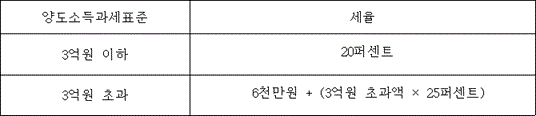 양도소득과세표준 세율
3억원 이하 20퍼센트
3억원 초과 6천만원 + (3억원 초과액 × 25퍼센트)